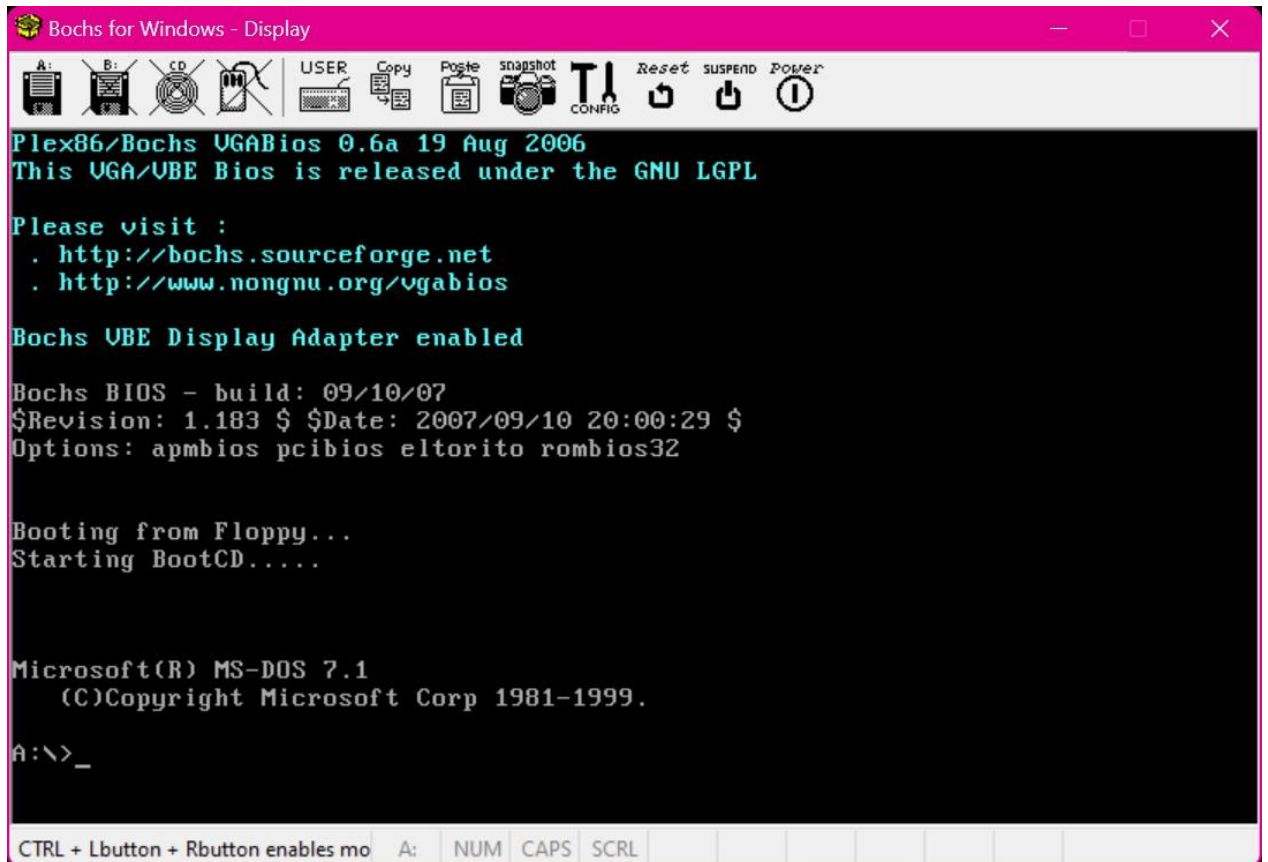 Bochs for Windows - Display
A: B: CD USER Copy Paste snapshot CONFIG Reset SUSPEND Power
Plex86/Bochs VGABios 0.6a 19 Aug 2006
This VGA/VBE Bios is released under the GNU LGPL
Please visit :
. http://bochs.sourceforge.net
. http://www.nongnu.org/vgabios
Bochs VBE Display Adapter enabled
Bochs BIOS - build: 09/10/07
$Revision: 1.183 $ $Date: 2007/09/10 20:00:29 $
Options: apmbios pcibios eltorito rombios32
Booting from Floppy...
Starting BootCD.....
Microsoft(R) MS-DOS 7.1
(C)Copyright Microsoft Corp 1981-1999.
A:\>_
CTRL + Lbutton + Rbutton enables mo A: NUM CAPS SCRL